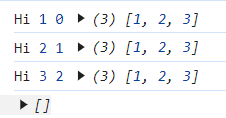 Hi 1 0 ▶ (3) [1, 2, 3]
Hi 2 1 ▶ (3) [1, 2, 3]
Hi 3 2 ▶ (3) [1, 2, 3]
▶ []